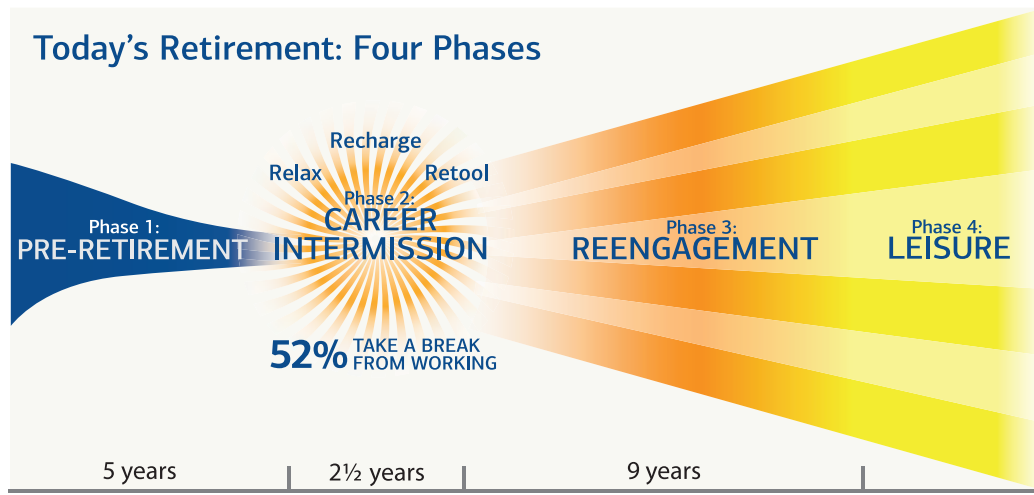 Today's Retirement: Four Phases
Phase 1:
PRE-RETIREMENT
Recharge
Relax
Retool
Phase 2:
CAREER
INTERMISSION
52% TAKE A BREAK
FROM WORKING
Phase 3:
REENGAGEMENT
Phase 4:
LEISURE
5 years
2½ years
9 years